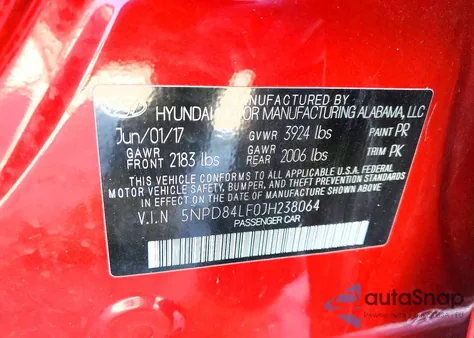 MANUFACTURED BY
HYUNDAI MOTOR MANUFACTURING ALABAMA, LLC
Jun/01/17 GVWR 3924 lbs PAINT PR
GAWR FRONT 2183 lbs GAWR REAR 2006 lbs TRIM PK
THIS VEHICLE CONFORMS TO ALL APPLICABLE U.S.A. FEDERAL
MOTOR VEHICLE SAFETY, BUMPER, AND THEFT PREVENTION STANDARDS
IN EFFECT ON THE DATE OF MANUFACTURE SHOWN ABOVE.
V.I.N 5NPD84LF0JH238064
PASSENGER CAR
autoSnap